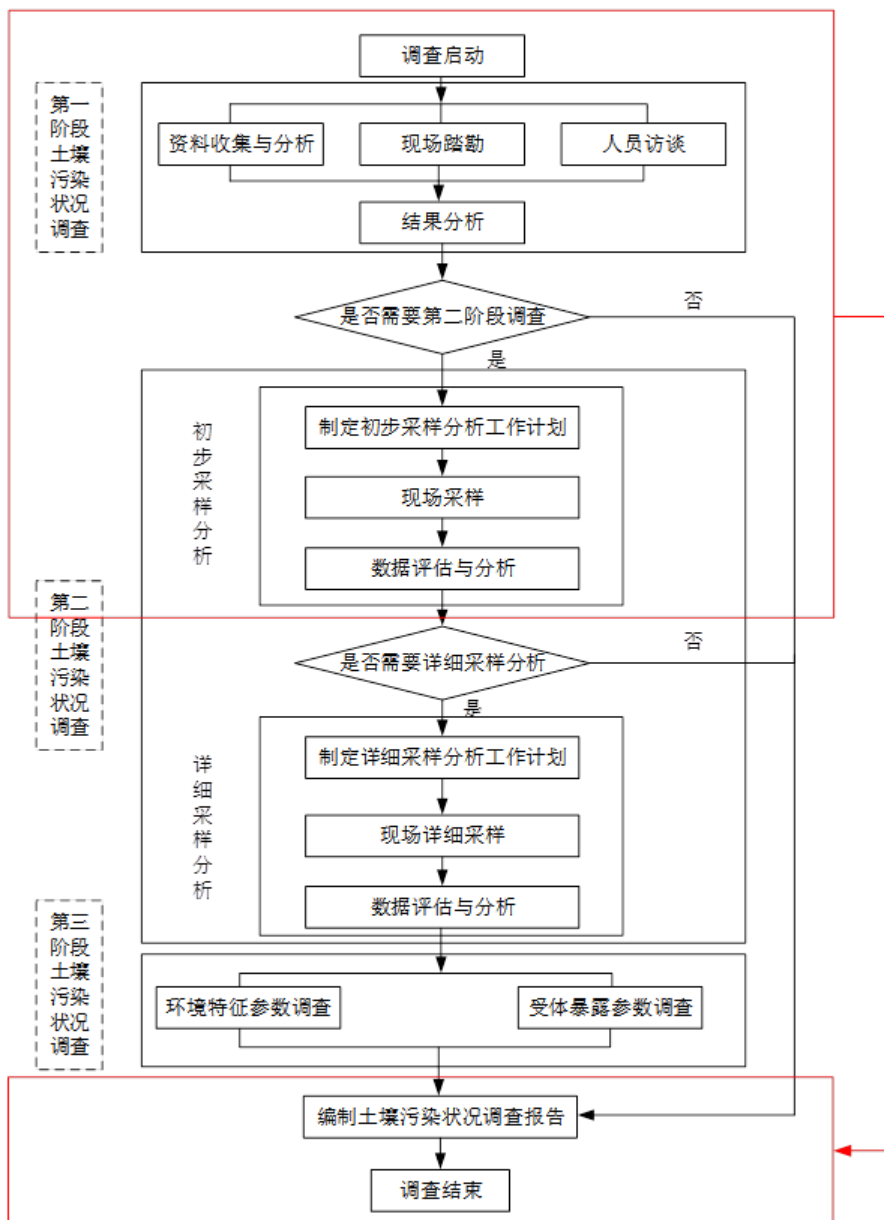 调查启动
第一
阶段
土壤
污染
状况
调查
资料收集与分析
现场踏勘
人员访谈
结果分析
是否需要第二阶段调查
否
是
初
步
采
样
分
析
制定初步采样分析工作计划
现场采样
数据评估与分析
第二
阶段
土壤
污染
状况
调查
是否需要详细采样分析
否
是
详
细
采
样
分
析
制定详细采样分析工作计划
现场详细采样
数据评估与分析
第三
阶段
土壤
污染
状况
调查
环境特征参数调查
受体暴露参数调查
编制土壤污染状况调查报告
调查结束